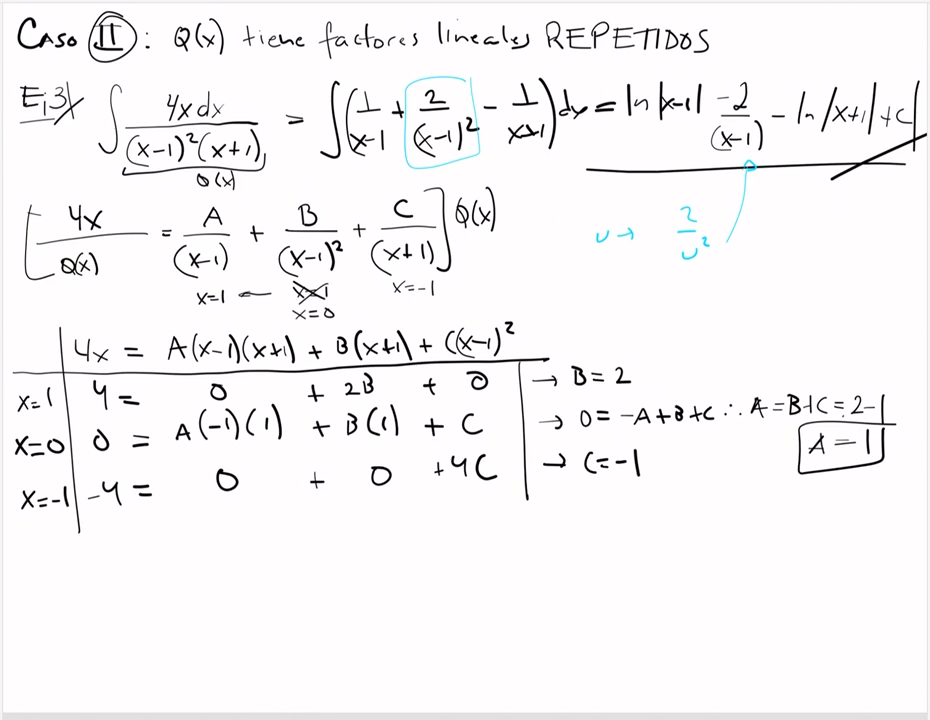 CASO II : Q(x) tiene factores lineales REPETIDOS
Ej3/ ∫ 4x dx / (x-1)²(x+1) = ∫ (1/(x-1) + 2/(x-1)² - 1/(x+1)) dx = ln|x-1| -2/(x-1) - ln|x+1| + C
Q(x)
[4x/Q(x) = A/(x-1) + B/(x-1)² + C/(x+1)] Q(x)
u → 2/u²
x=1 ← x=1 x=-1
x=0
4x = A(x-1)(x+1) + B(x+1) + C(x-1)²
x=1 4 = 0 + 2B + 0 → B = 2
x=0 0 = A(-1)(1) + B(1) + C → 0 = -A+B+C ∴ A=B+C=2-1
A = 1
x=-1 -4 = 0 + 0 + 4C → C=-1